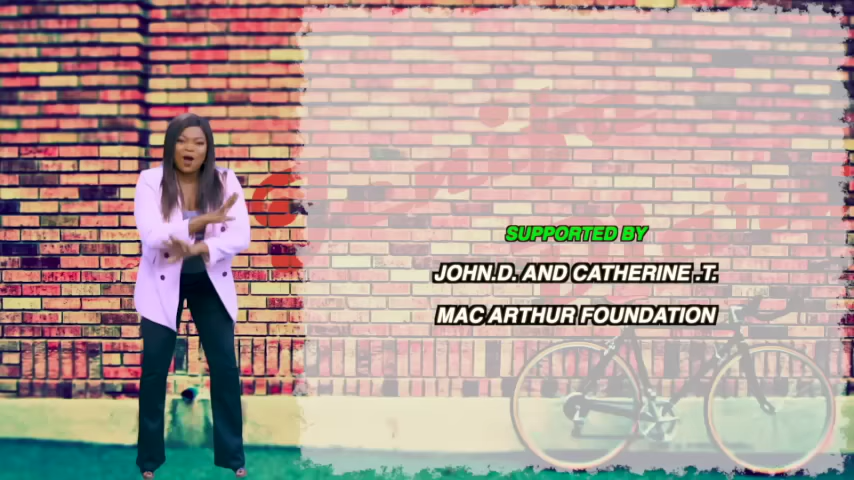 SUPPORTED BY
JOHN.D. AND CATHERINE .T.
MAC ARTHUR FOUNDATION